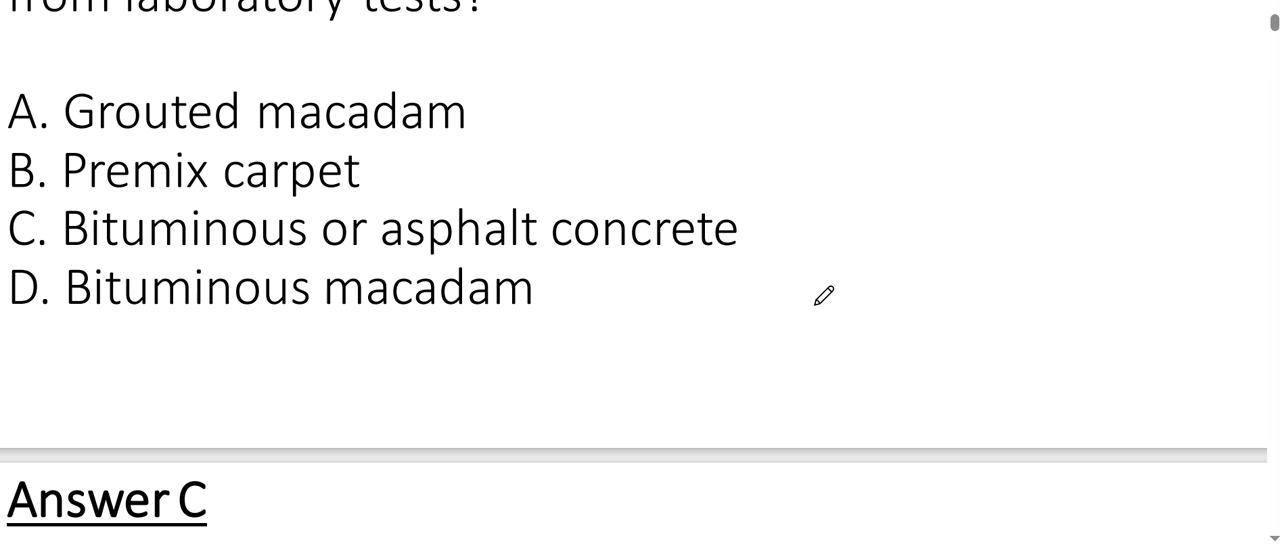 from laboratory tests?
A. Grouted macadam
B. Premix carpet
C. Bituminous or asphalt concrete
D. Bituminous macadam
Answer C